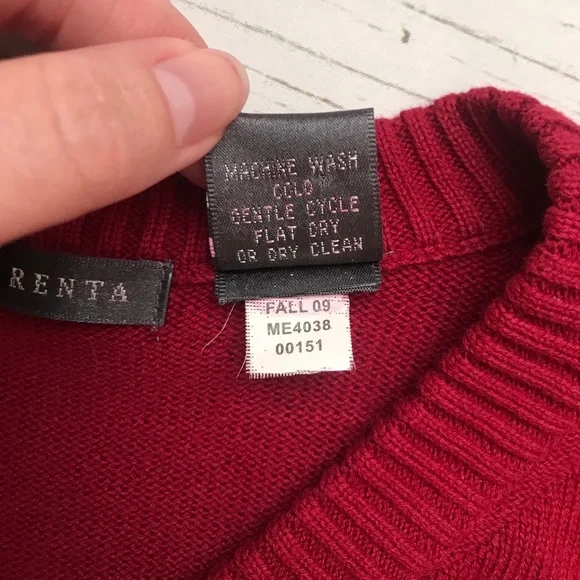 MACHINE WASH
COLD
GENTLE CYCLE
FLAT DRY
OR DRY CLEAN
RENTA
FALL 09
ME4038
00151